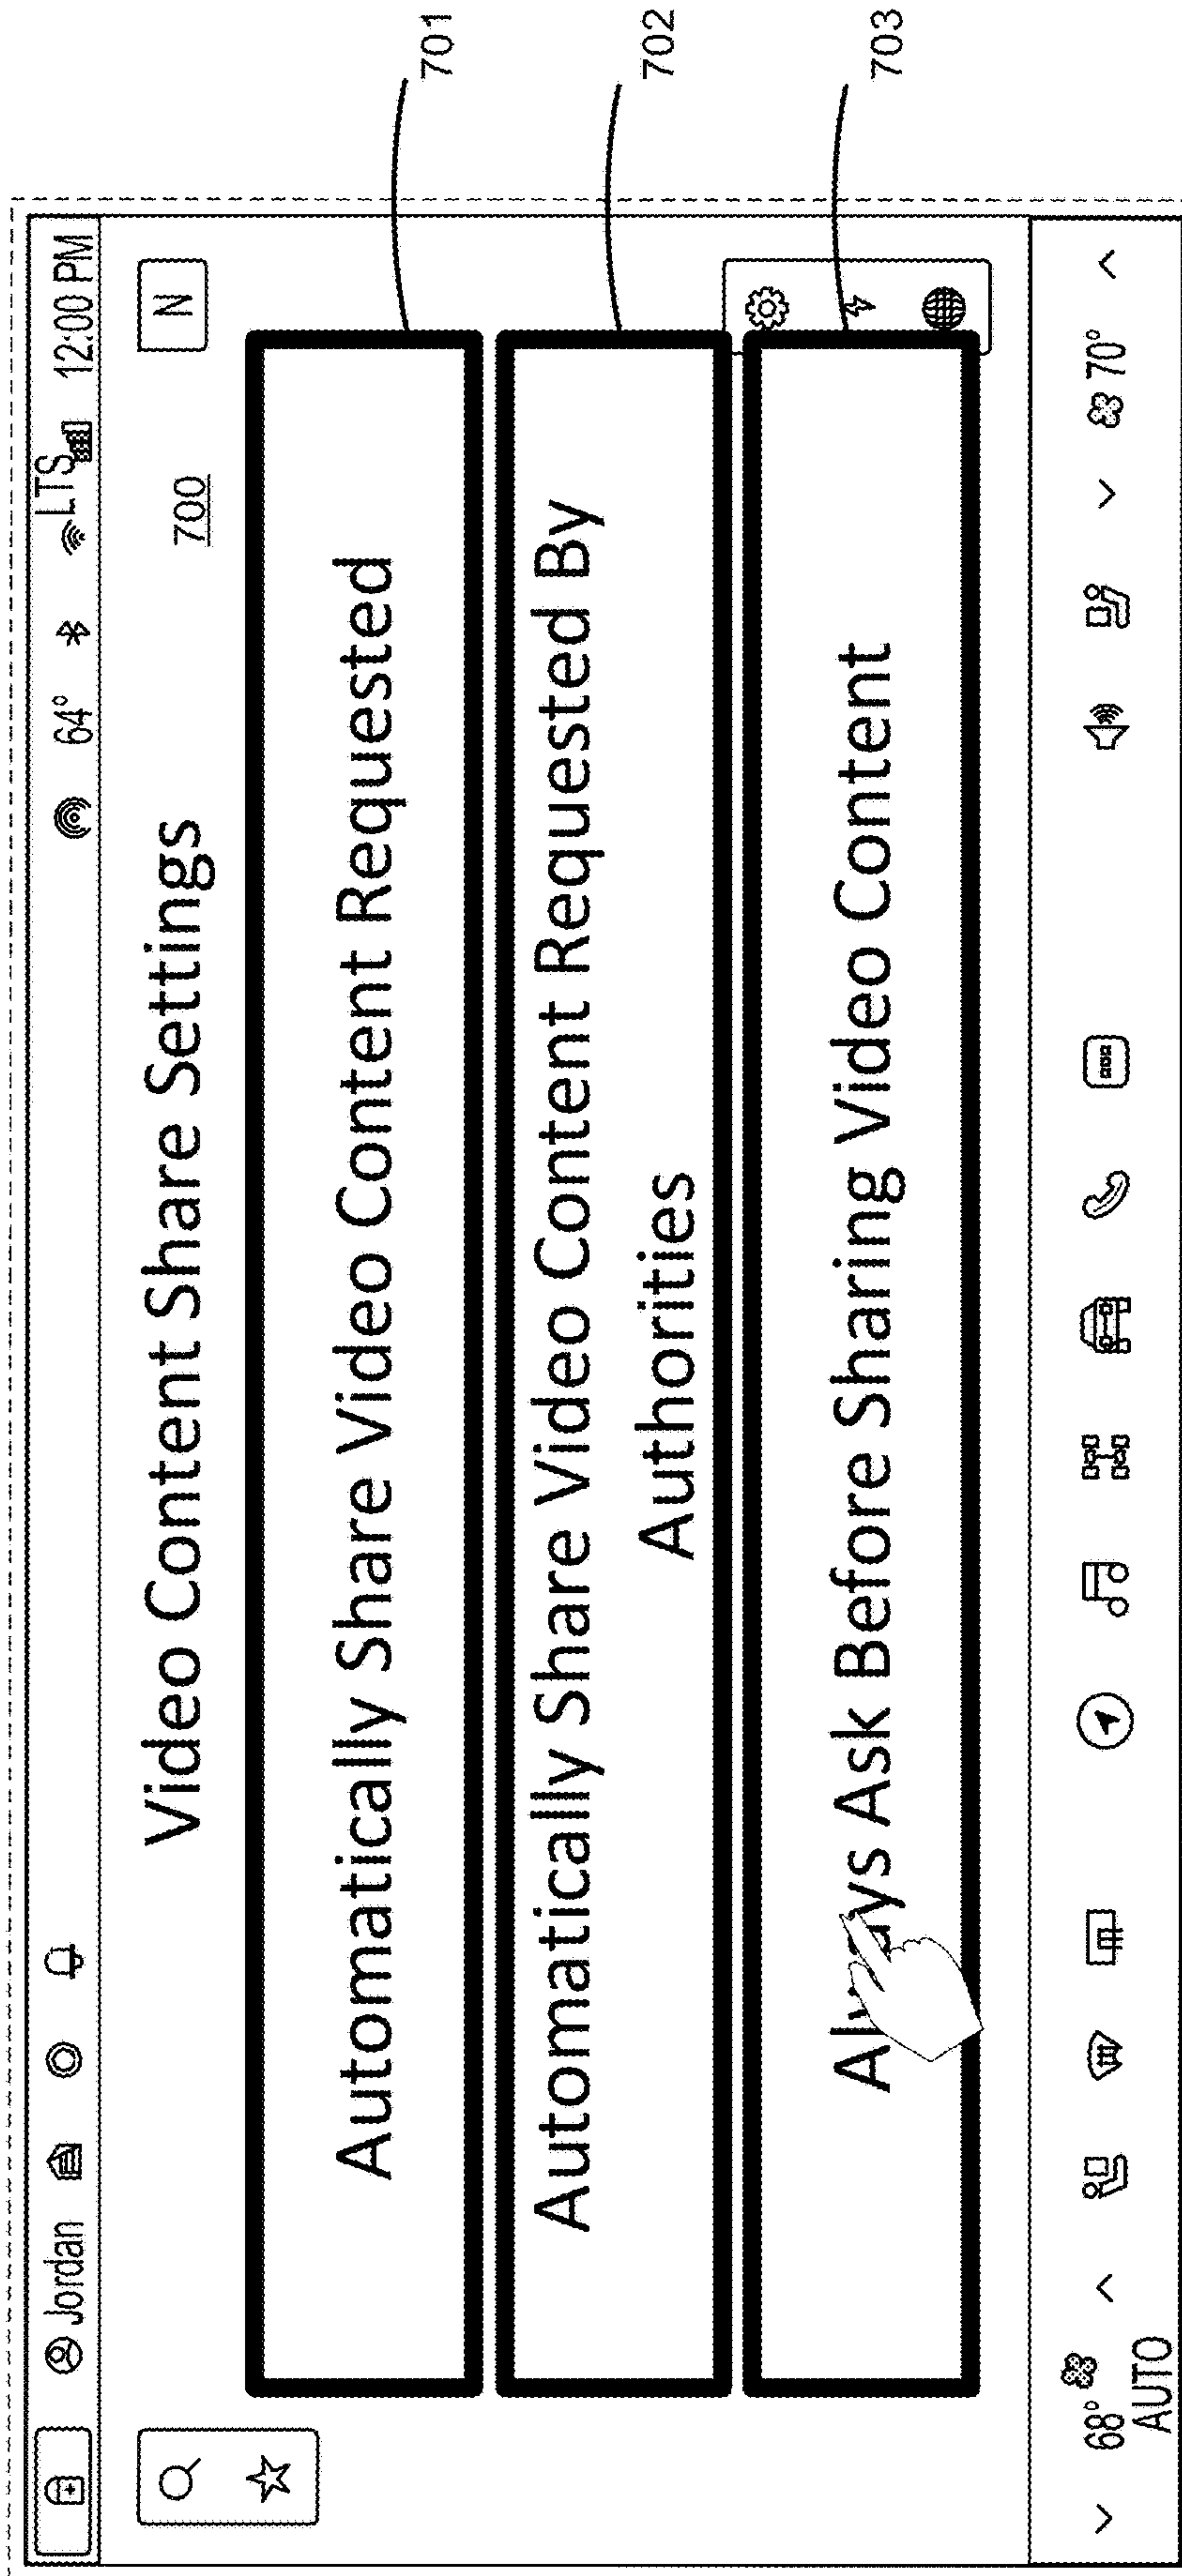 Jordan
64°
LTS
12:00 PM
Video Content Share Settings
700
N
Automatically Share Video Content Requested
701
Automatically Share Video Content Requested By
Authorities
702
Always Ask Before Sharing Video Content
703
68°
AUTO
70°